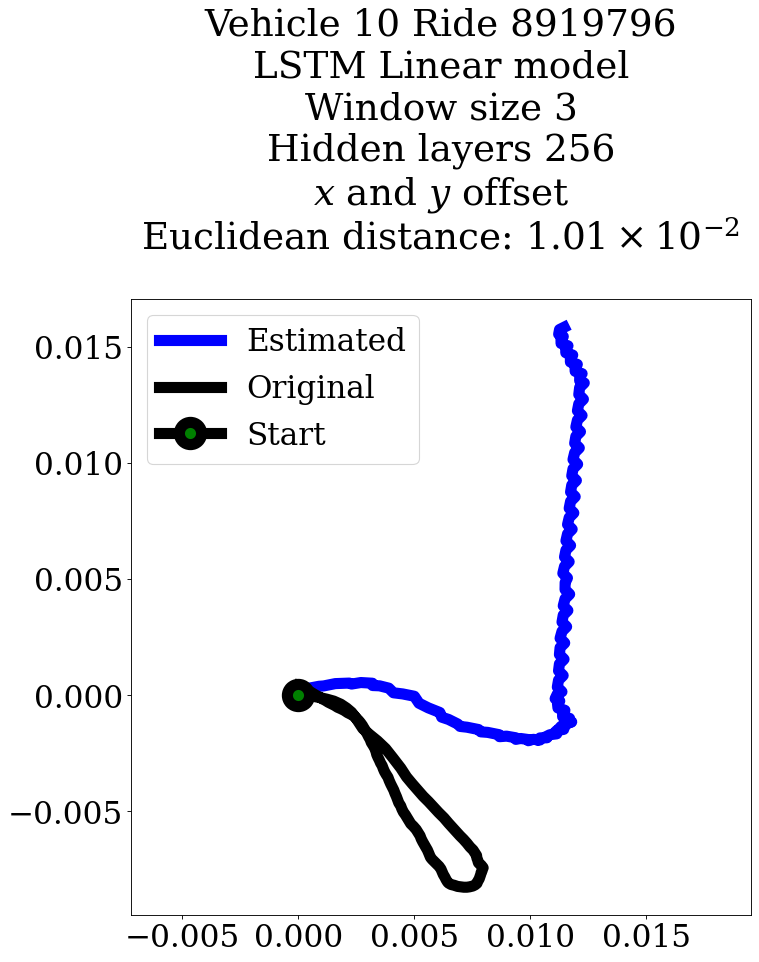 Vehicle 10 Ride 8919796
LSTM Linear model
Window size 3
Hidden layers 256
x and y offset
Euclidean distance: 1.01 × 10⁻²
Estimated
Original
Start
0.015
0.010
0.005
0.000
−0.005
−0.005 0.000 0.005 0.010 0.015